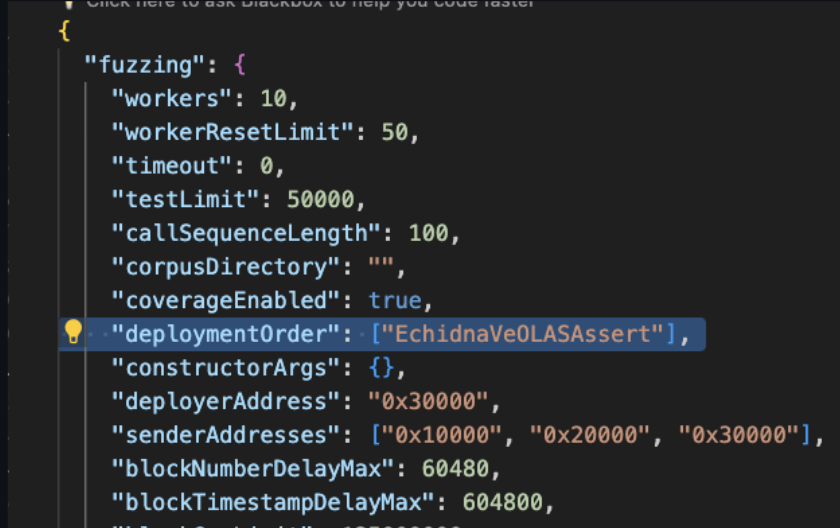 Click here to ask Blackbox to help you code faster
{
"fuzzing": {
"workers": 10,
"workerResetLimit": 50,
"timeout": 0,
"testLimit": 50000,
"callSequenceLength": 100,
"corpusDirectory": "",
"coverageEnabled": true,
"deploymentOrder": ["EchidnaVeOLASAssert"],
"constructorArgs": {},
"deployerAddress": "0x30000",
"senderAddresses": ["0x10000", "0x20000", "0x30000"],
"blockNumberDelayMax": 60480,
"blockTimestampDelayMax": 604800,